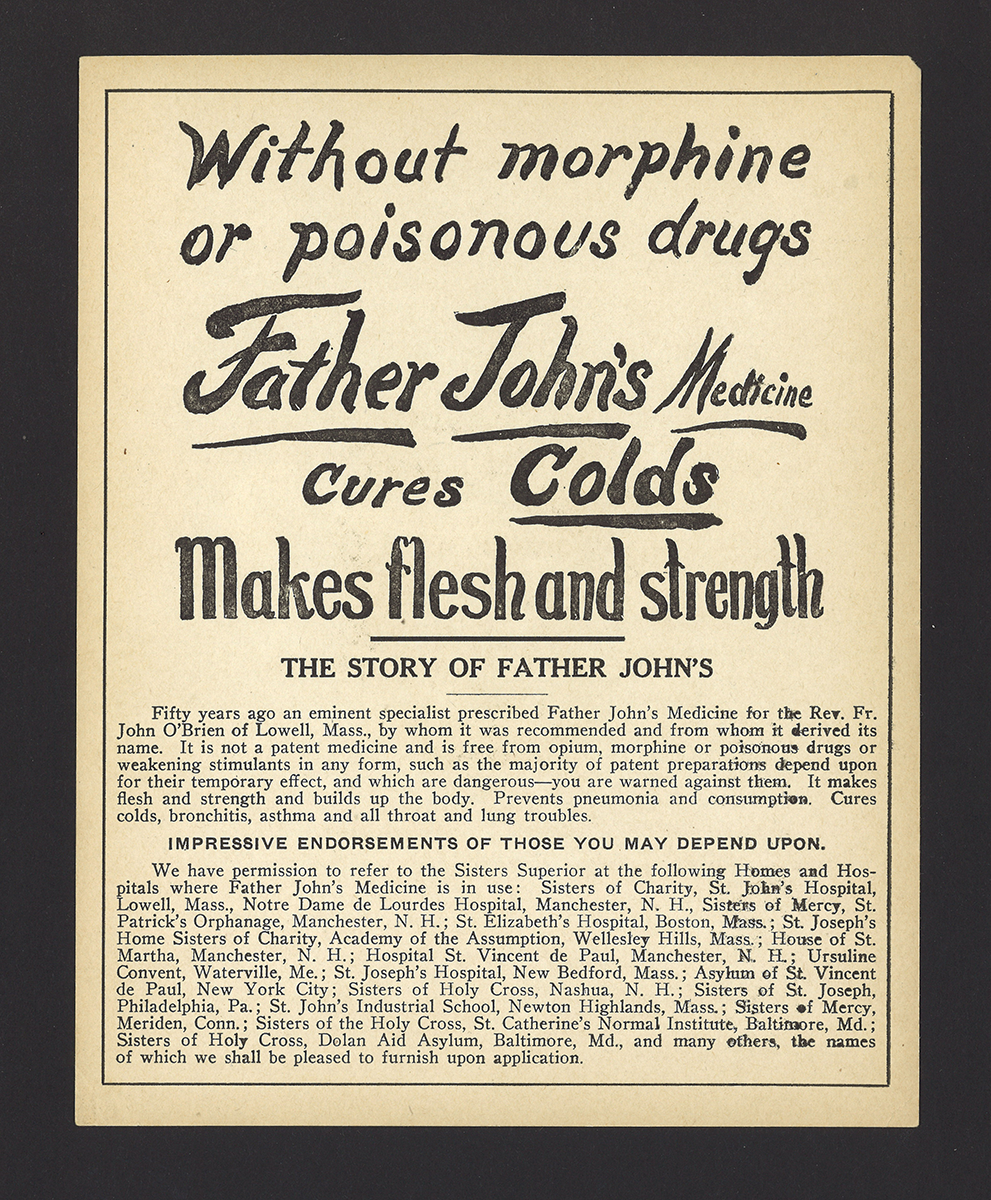 Without morphine
or poisonous drugs
Father John's Medicine
Cures Colds
Makes flesh and strength
THE STORY OF FATHER JOHN'S
Fifty years ago an eminent specialist prescribed Father John's Medicine for the Rev. Fr.
John O'Brien of Lowell, Mass., by whom it was recommended and from whom it derived its
name. It is not a patent medicine and is free from opium, morphine or poisonous drugs or
weakening stimulants in any form, such as the majority of patent preparations depend upon
for their temporary effect, and which are dangerous—you are warned against them. It makes
flesh and strength and builds up the body. Prevents pneumonia and consumption. Cures
colds, bronchitis, asthma and all throat and lung troubles.
IMPRESSIVE ENDORSEMENTS OF THOSE YOU MAY DEPEND UPON.
We have permission to refer to the Sisters Superior at the following Homes and Hos-
pitals where Father John's Medicine is in use: Sisters of Charity, St. John's Hospital,
Lowell, Mass., Notre Dame de Lourdes Hospital, Manchester, N. H., Sisters of Mercy, St.
Patrick's Orphanage, Manchester, N. H.; St. Elizabeth's Hospital, Boston, Mass.; St. Joseph's
Home Sisters of Charity, Academy of the Assumption, Wellesley Hills, Mass.; House of St.
Martha, Manchester, N. H.; Hospital St. Vincent de Paul, Manchester, N. H.; Ursuline
Convent, Waterville, Me.; St. Joseph's Hospital, New Bedford, Mass.; Asylum of St. Vincent
de Paul, New York City; Sisters of Holy Cross, Nashua, N. H.; Sisters of St. Joseph,
Philadelphia, Pa.; St. John's Industrial School, Newton Highlands, Mass.; Sisters of Mercy,
Meriden, Conn.; Sisters of the Holy Cross, St. Catherine's Normal Institute, Baltimore, Md.;
Sisters of Holy Cross, Dolan Aid Asylum, Baltimore, Md., and many others, the names
of which we shall be pleased to furnish upon application.